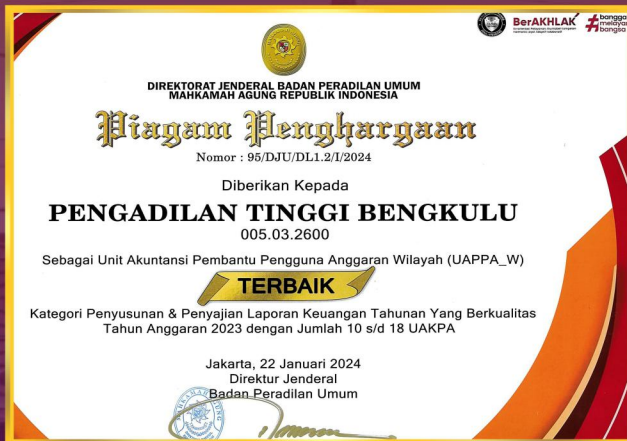 BerAKHLAK
# bangga
melayani
bangsa
DIREKTORAT JENDERAL BADAN PERADILAN UMUM
MAHKAMAH AGUNG REPUBLIK INDONESIA
Piagam Penghargaan
Nomor : 95/DJU/DL1.2/I/2024
Diberikan Kepada
PENGADILAN TINGGI BENGKULU
005.03.2600
Sebagai Unit Akuntansi Pembantu Pengguna Anggaran Wilayah (UAPPA_W)
TERBAIK
Kategori Penyusunan & Penyajian Laporan Keuangan Tahunan Yang Berkualitas
Tahun Anggaran 2023 dengan Jumlah 10 s/d 18 UAKPA
Jakarta, 22 Januari 2024
Direktur Jenderal
Badan Peradilan Umum